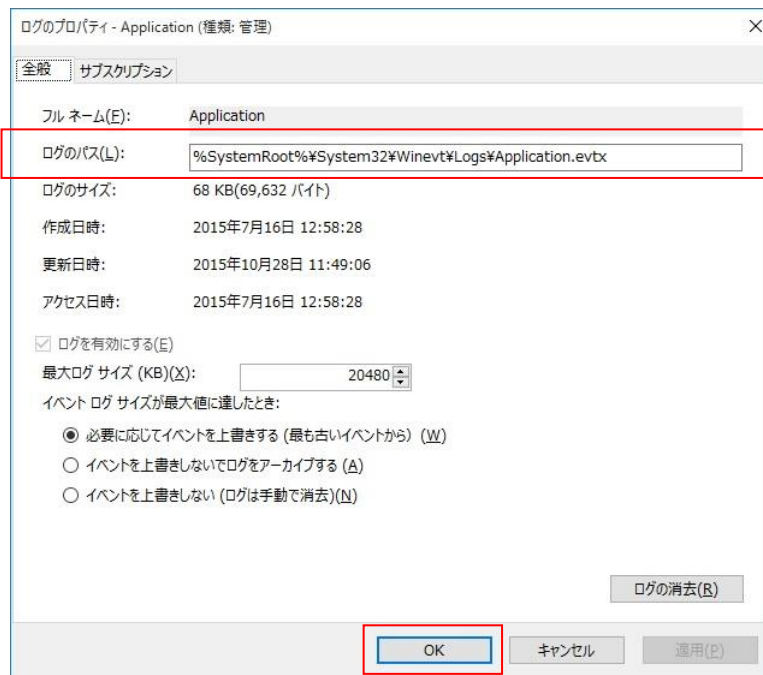 ログのプロパティ - Application (種類: 管理)
全般 サブスクリプション
フル ネーム(F): Application
ログのパス(L): %SystemRoot%¥System32¥Winevt¥Logs¥Application.evtx
ログのサイズ: 68 KB(69,632 バイト)
作成日時: 2015年7月16日 12:58:28
更新日時: 2015年10月28日 11:49:06
アクセス日時: 2015年7月16日 12:58:28
ログを有効にする(E)
最大ログ サイズ (KB)(X): 20480
イベント ログ サイズが最大値に達したとき:
必要に応じてイベントを上書きする (最も古いイベントから) (W)
イベントを上書きしないでログをアーカイブする (A)
イベントを上書きしない (ログは手動で消去)(N)
ログの消去(R)
OK キャンセル 適用(P)